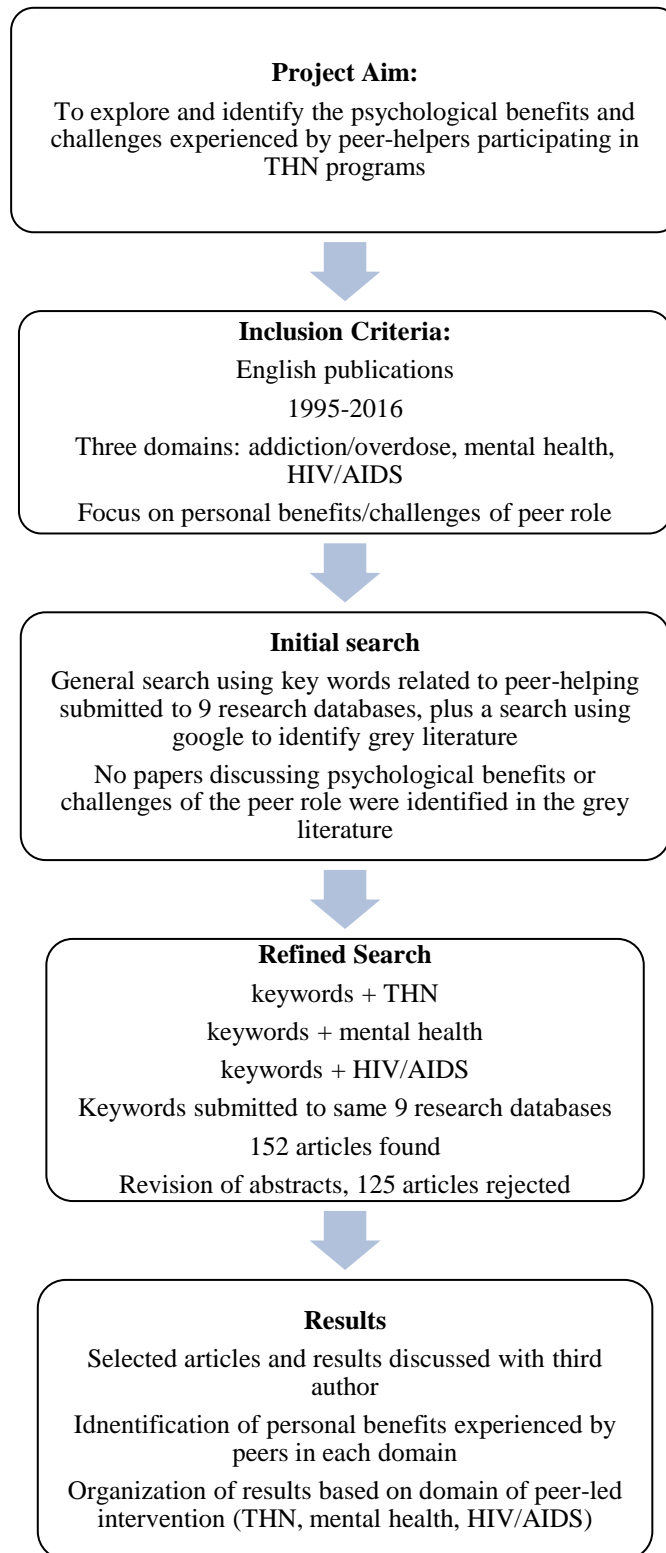 Project Aim:
To explore and identify the psychological benefits and
challenges experienced by peer-helpers participating in
THN programs
Inclusion Criteria:
English publications
1995-2016
Three domains: addiction/overdose, mental health,
HIV/AIDS
Focus on personal benefits/challenges of peer role
Initial search
General search using key words related to peer-helping
submitted to 9 research databases, plus a search using
google to identify grey literature
No papers discussing psychological benefits or
challenges of the peer role were identified in the grey
literature
Refined Search
keywords + THN
keywords + mental health
keywords + HIV/AIDS
Keywords submitted to same 9 research databases
152 articles found
Revision of abstracts, 125 articles rejected
Results
Selected articles and results discussed with third
author
Idnentification of personal benefits experienced by
peers in each domain
Organization of results based on domain of peer-led
intervention (THN, mental health, HIV/AIDS)